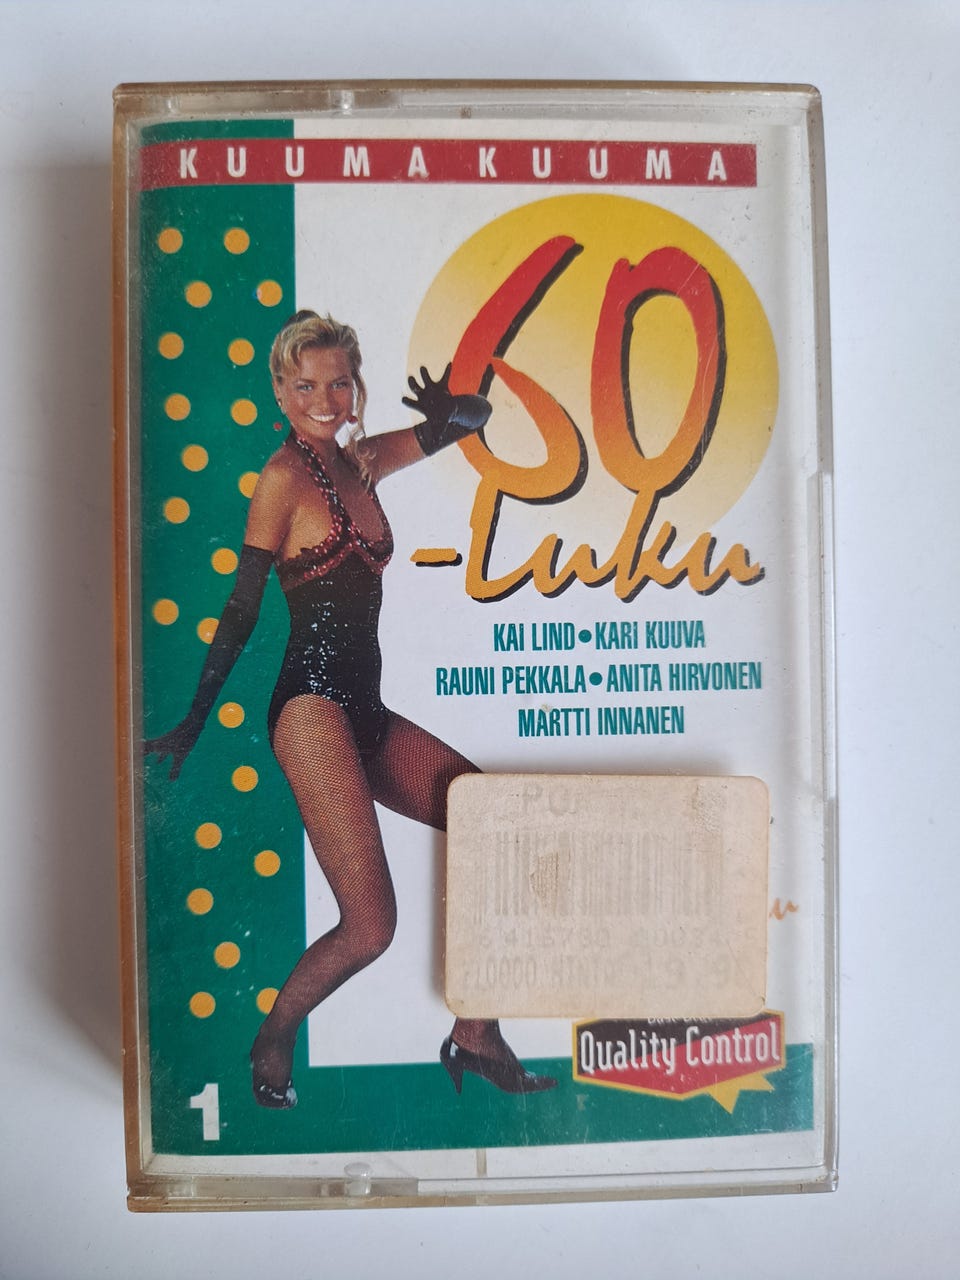 KUUMA KUUMA
60
-Luku
KAI LIND • KARI KUUVA
RAUNI PEKKALA • ANITA HIRVONEN
MARTTI INNANEN
Quality Control
1